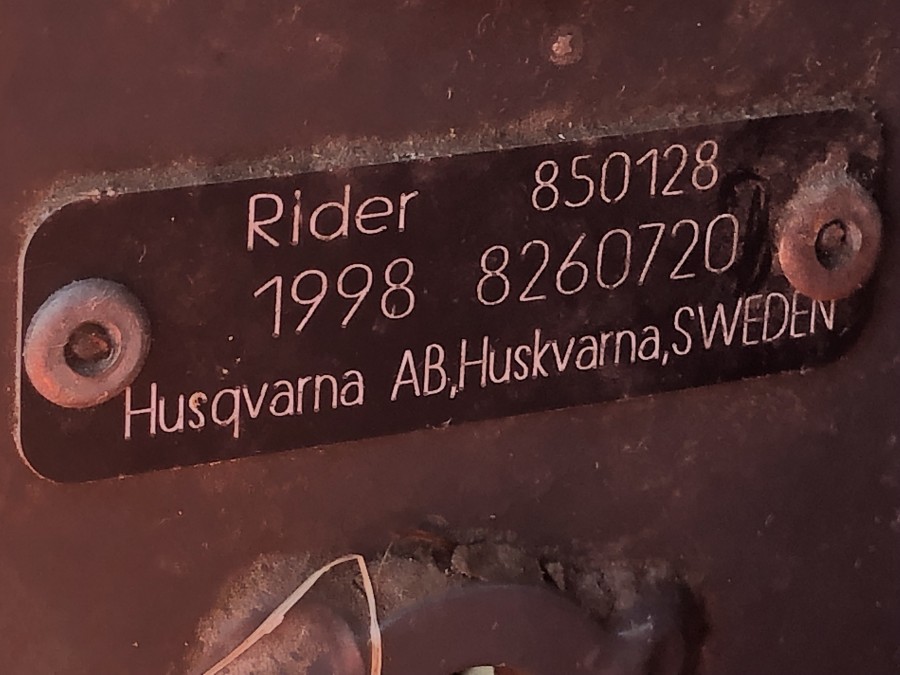 Rider 850128
1998 8260720
Husqvarna AB,Huskvarna,SWEDEN